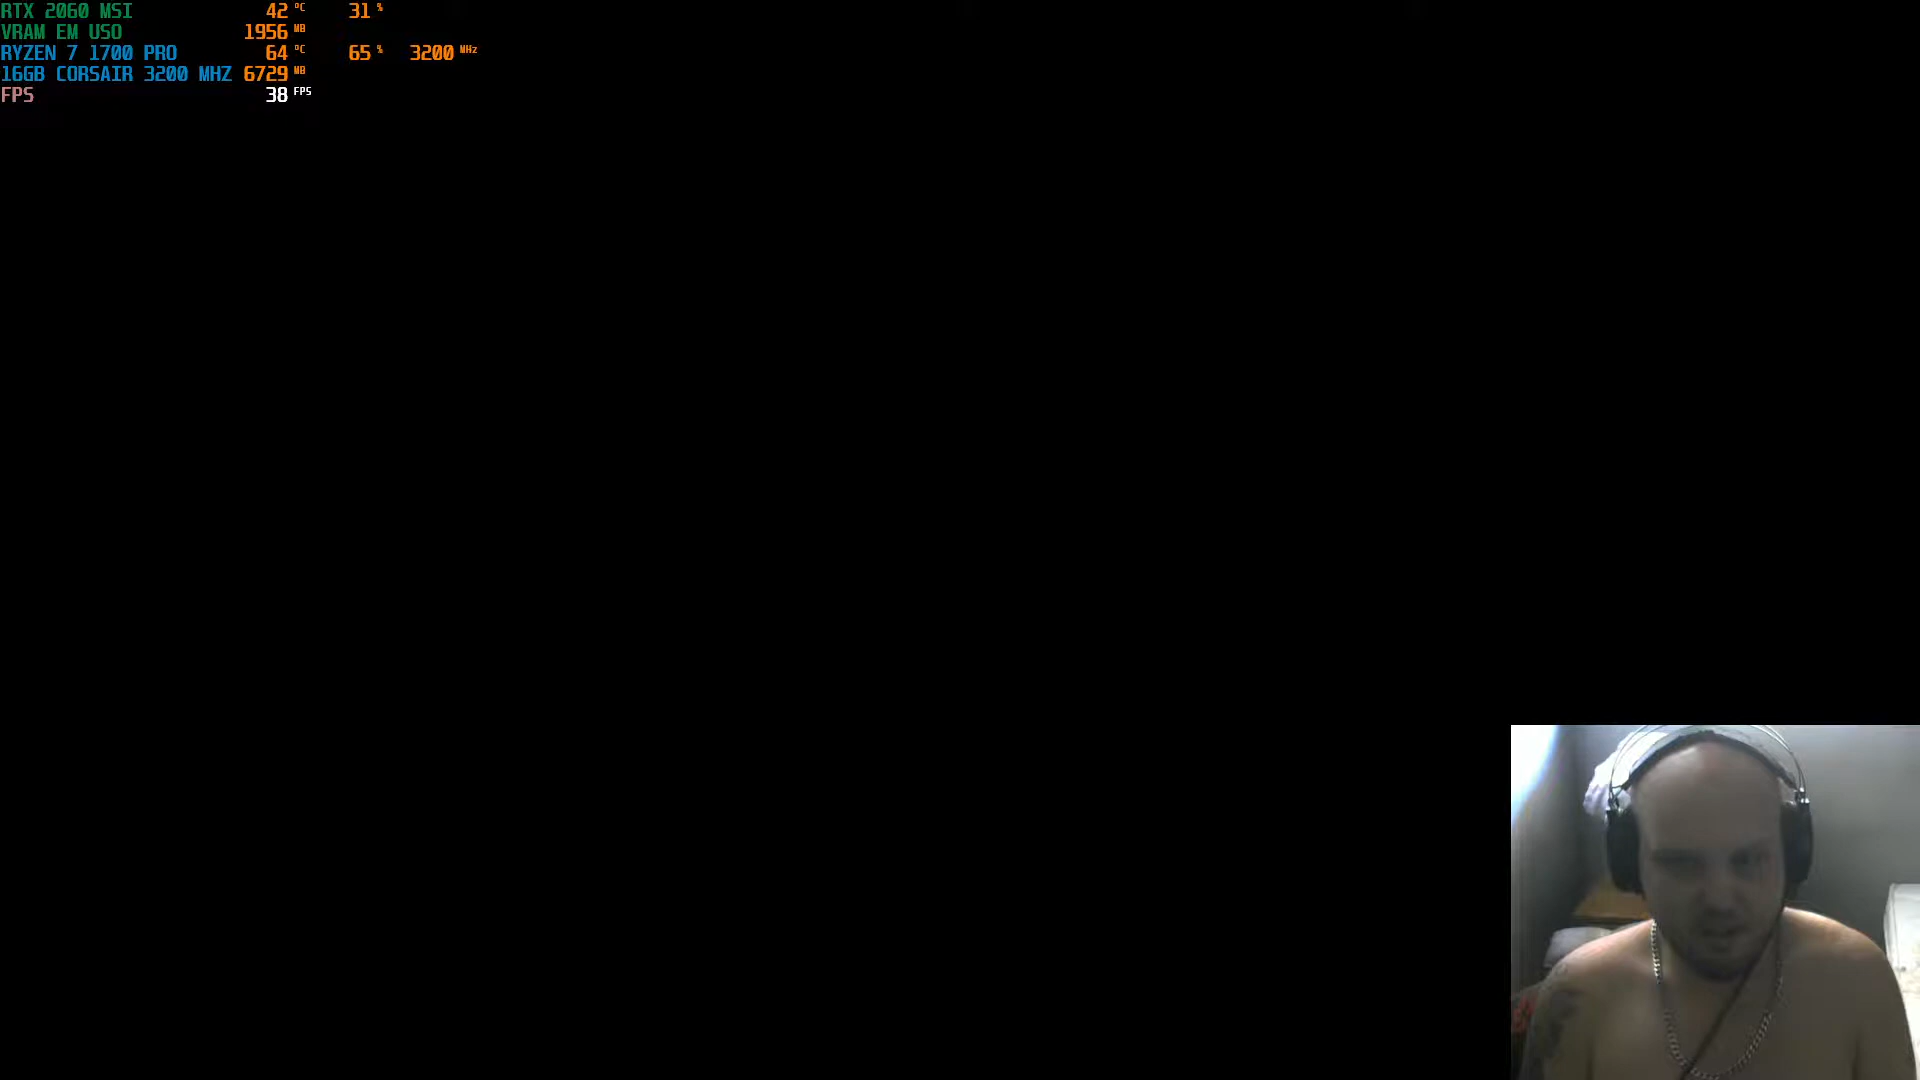 RTX 2060 MSI 42 °C 31 %
VRAM EM USO 1956 MB
RYZEN 7 1700 PRO 64 °C 65 % 3200 MHz
16GB CORSAIR 3200 MHZ 6729 MB
FPS 38 FPS